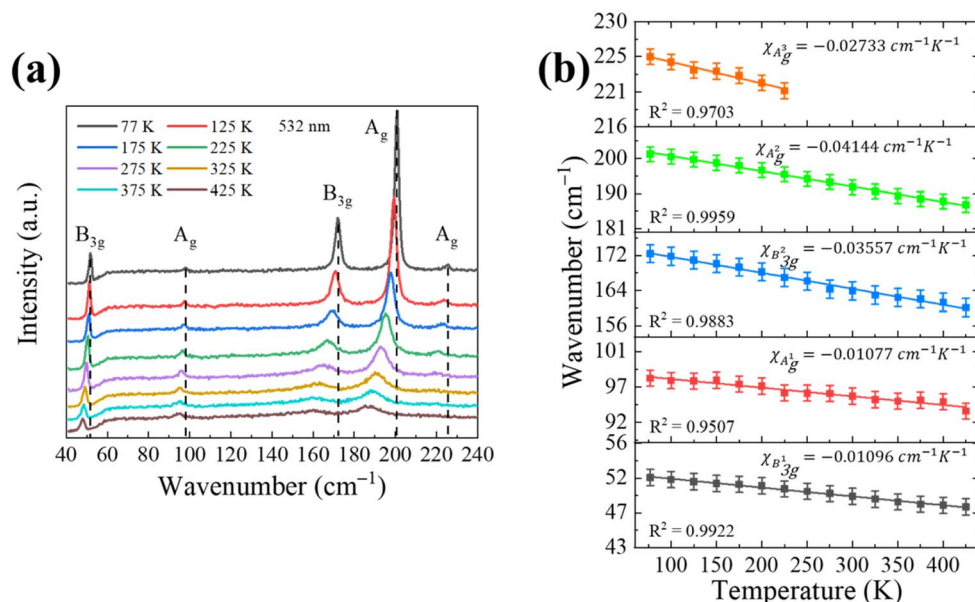 (a)
77 K 125 K
175 K 225 K
275 K 325 K
375 K 425 K
532 nm
B3g
Ag
B3g
Ag
Ag
Intensity (a.u.)
40 60 80 100 120 140 160 180 200 220 240
Wavenumber (cm⁻¹)
(b)
χA³g = −0.02733 cm⁻¹K⁻¹
R² = 0.9703
229
225
221
216
χA²g = −0.04144 cm⁻¹K⁻¹
R² = 0.9959
200
190
181
χB²3g = −0.03557 cm⁻¹K⁻¹
R² = 0.9883
172
164
156
χA¹g = −0.01077 cm⁻¹K⁻¹
R² = 0.9507
101
97
92
χB¹3g = −0.01096 cm⁻¹K⁻¹
R² = 0.9922
56
52
47
43
Wavenumber (cm⁻¹)
100 150 200 250 300 350 400
Temperature (K)